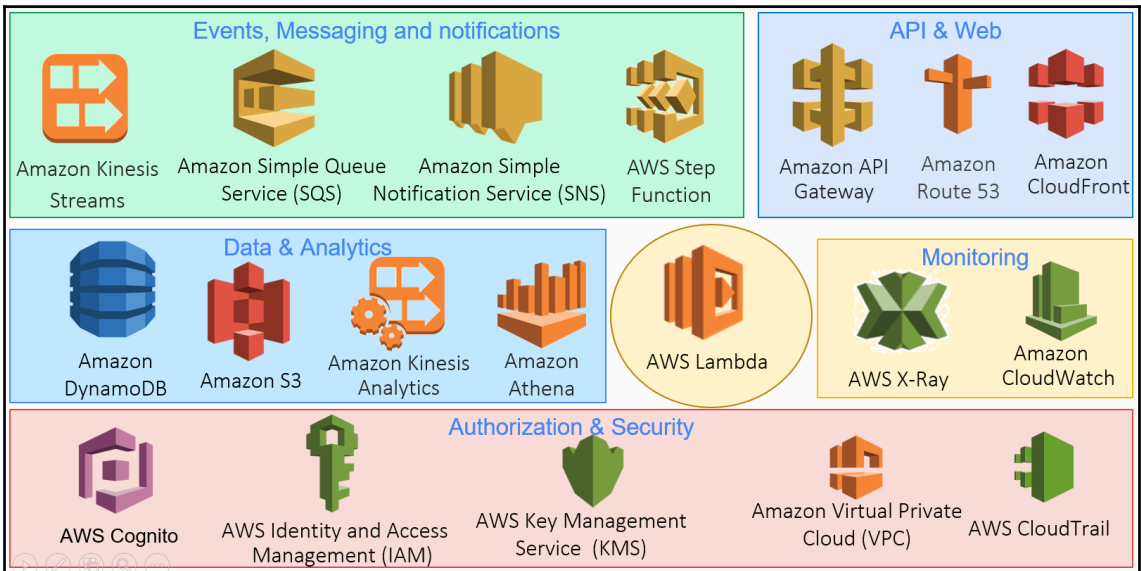 Events, Messaging and notifications
Amazon Kinesis
Streams
Amazon Simple Queue
Service (SQS)
Amazon Simple
Notification Service (SNS)
AWS Step
Function
API & Web
Amazon API
Gateway
Amazon
Route 53
Amazon
CloudFront
Data & Analytics
Amazon
DynamoDB
Amazon S3
Amazon Kinesis
Analytics
Amazon
Athena
AWS Lambda
Monitoring
AWS X-Ray
Amazon
CloudWatch
Authorization & Security
AWS Cognito
AWS Identity and Access
Management (IAM)
AWS Key Management
Service (KMS)
Amazon Virtual Private
Cloud (VPC)
AWS CloudTrail